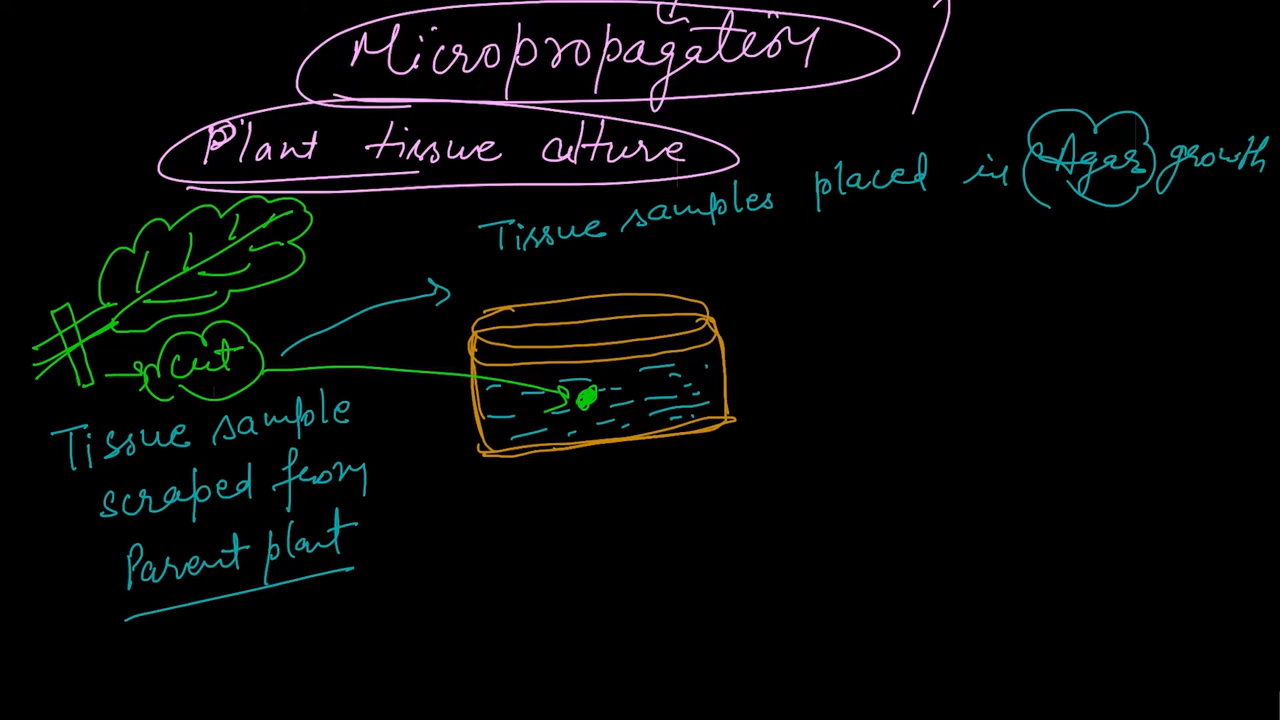 Micropropagation
Plant tissue culture
Tissue samples placed in Agar growth
cut
Tissue sample
scraped from
Parent plant